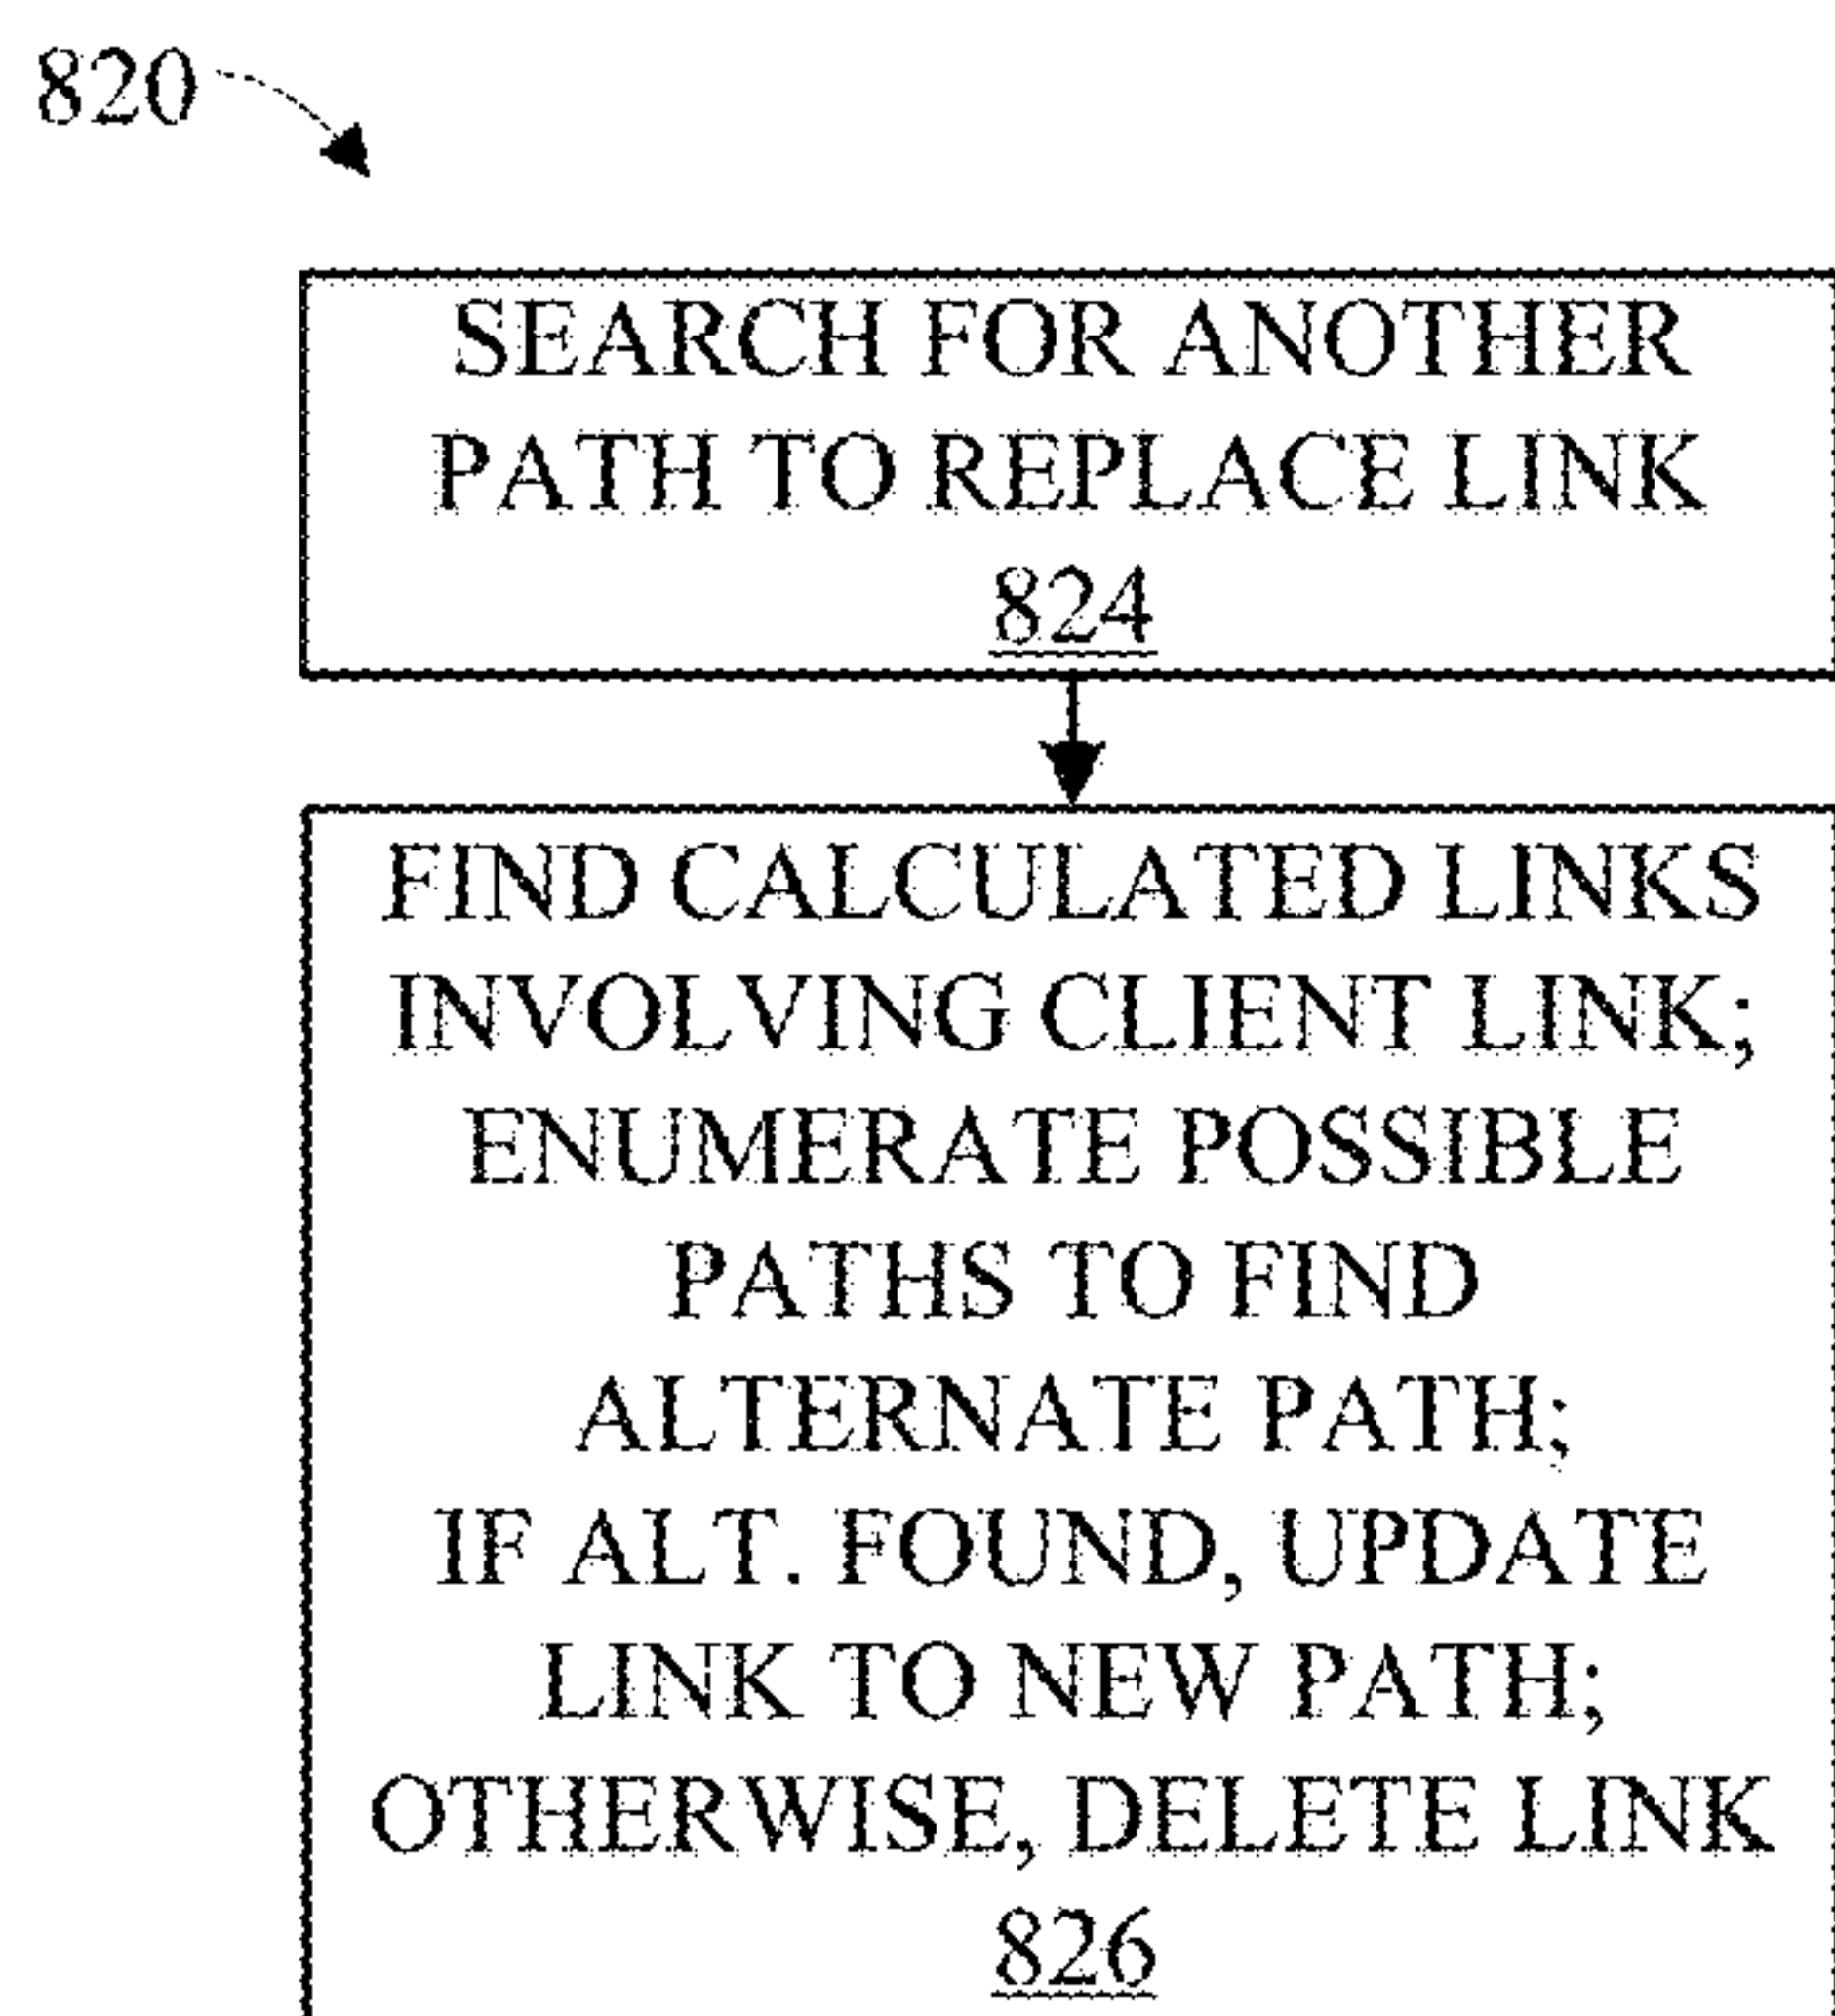 820
SEARCH FOR ANOTHER
PATH TO REPLACE LINK
824
FIND CALCULATED LINKS
INVOLVING CLIENT LINK;
ENUMERATE POSSIBLE
PATHS TO FIND
ALTERNATE PATH;
IF ALT. FOUND, UPDATE
LINK TO NEW PATH;
OTHERWISE, DELETE LINK
826